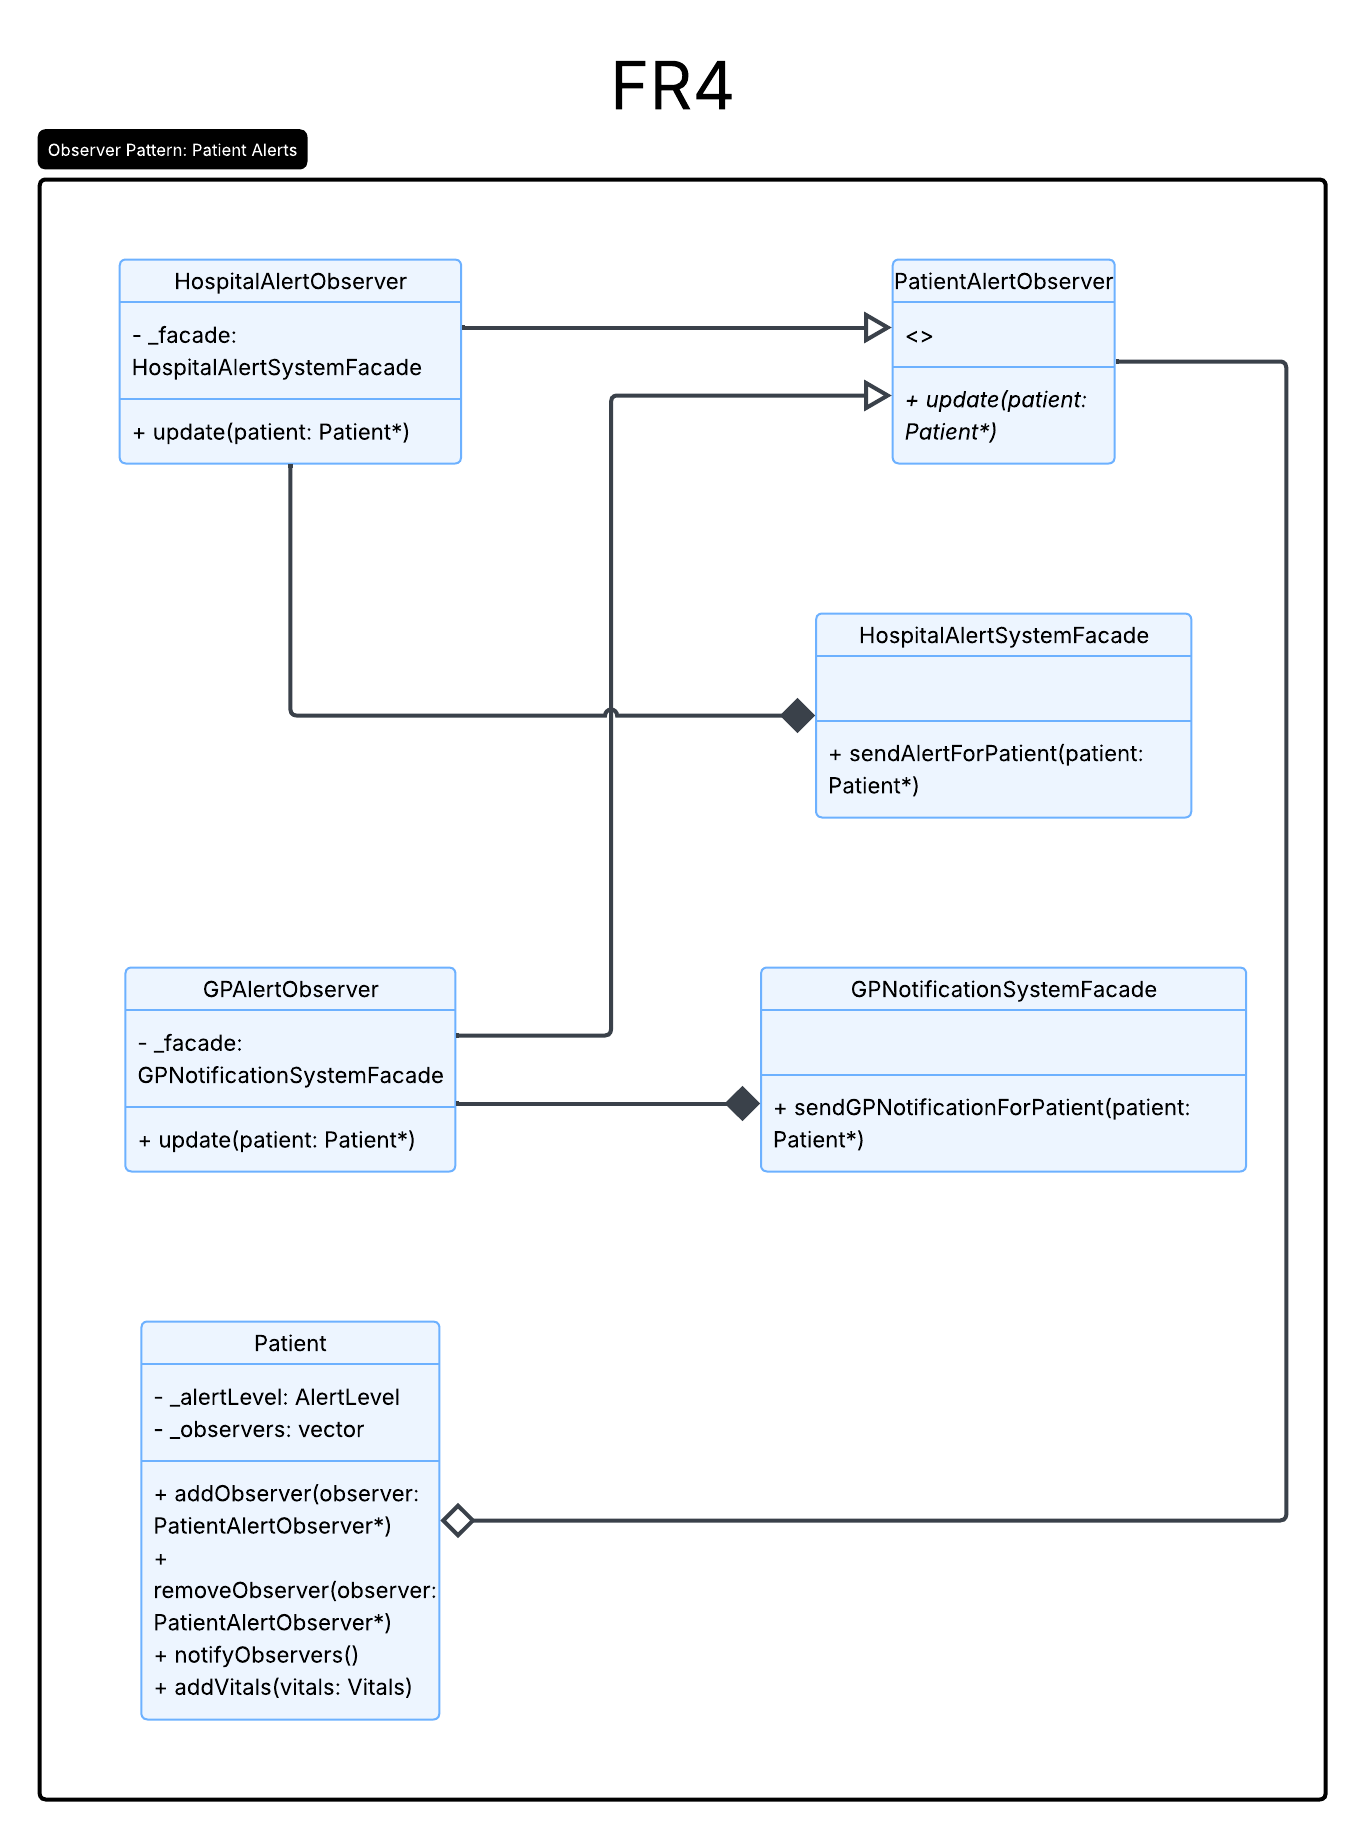 FR4
Observer Pattern: Patient Alerts
HospitalAlertObserver
- _facade:
HospitalAlertSystemFacade
+ update(patient: Patient*)
PatientAlertObserver
<>
+ update(patient:
Patient*)
HospitalAlertSystemFacade
+ sendAlertForPatient(patient:
Patient*)
GPAlertObserver
- _facade:
GPNotificationSystemFacade
+ update(patient: Patient*)
GPNotificationSystemFacade
+ sendGPNotificationForPatient(patient:
Patient*)
Patient
- _alertLevel: AlertLevel
- _observers: vector
+ addObserver(observer:
PatientAlertObserver*)
+
removeObserver(observer:
PatientAlertObserver*)
+ notifyObservers()
+ addVitals(vitals: Vitals)